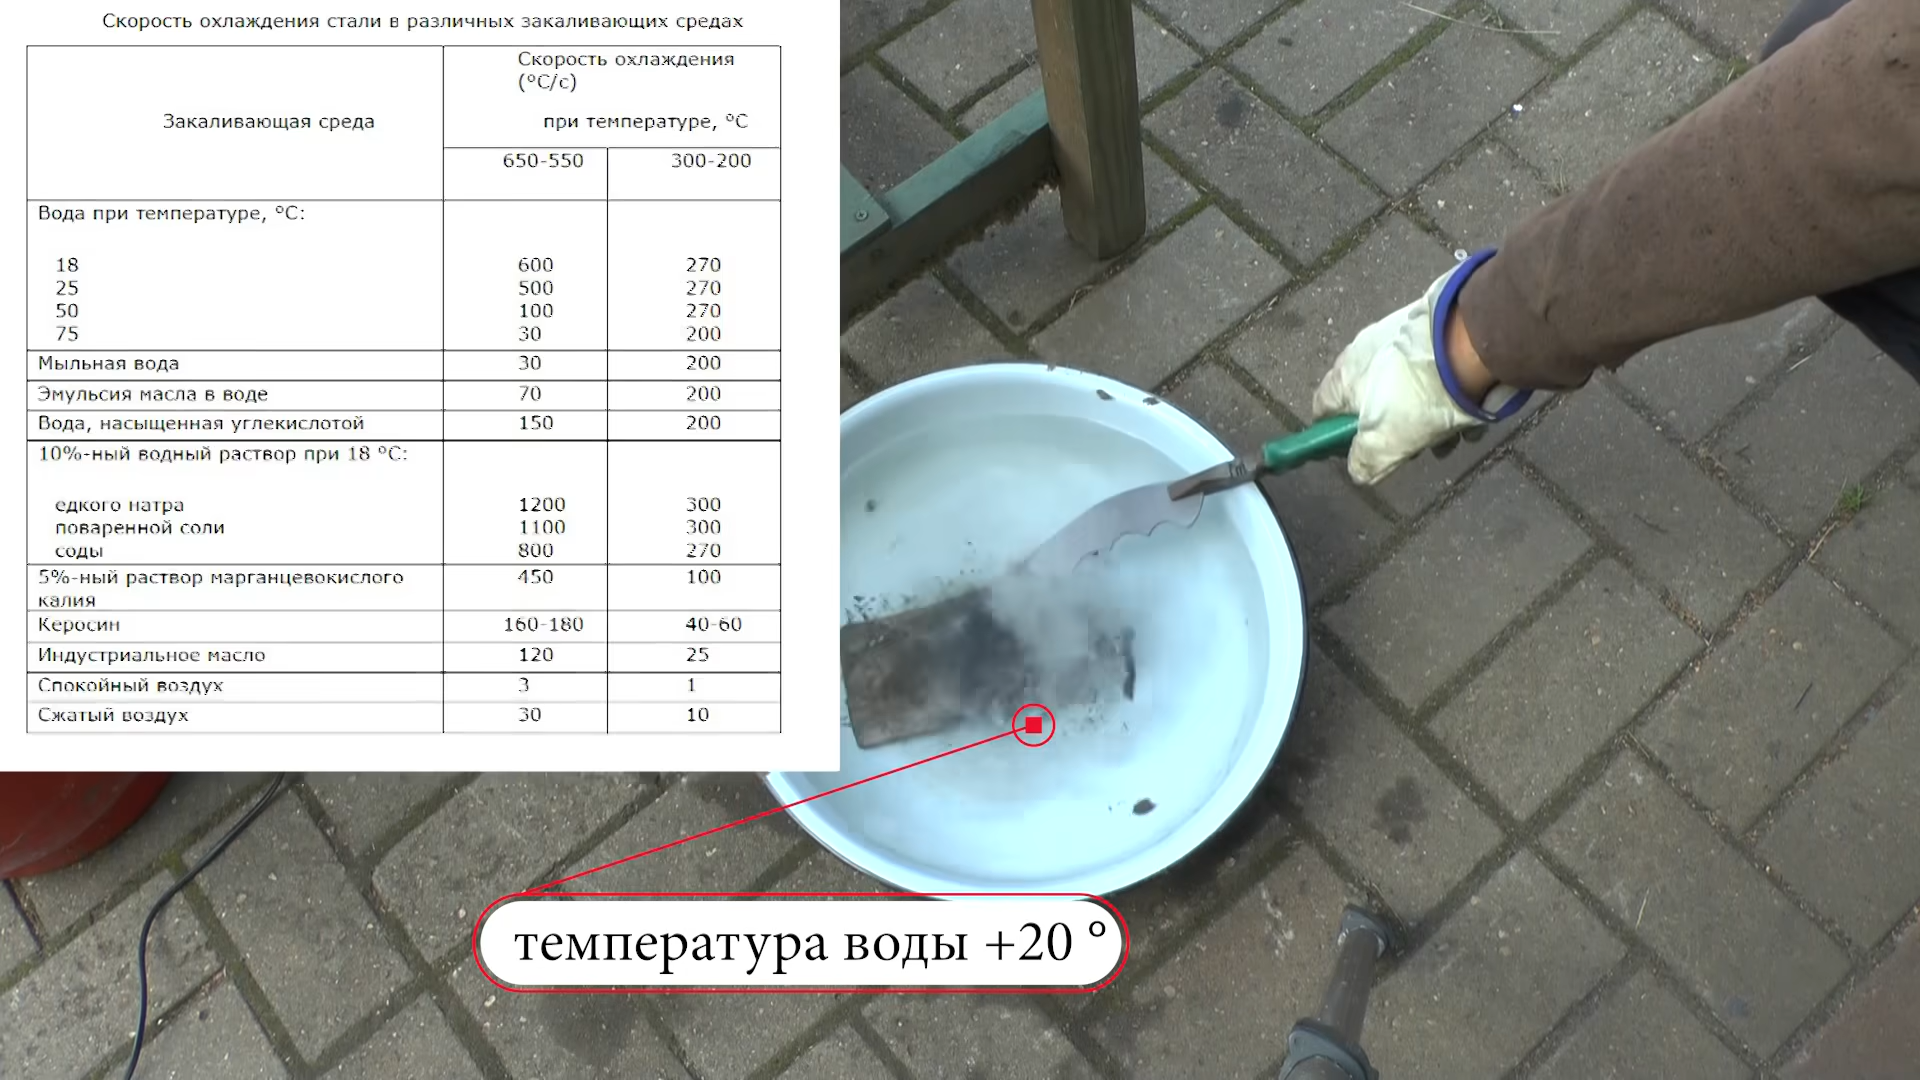 Скорость охлаждения стали в различных закаливающих средах
Закаливающая среда
Скорость охлаждения
(°С/с)
при температуре, °С
650-550 300-200
Вода при температуре, °С:
18 600 270
25 500 270
50 100 270
75 30 200
Мыльная вода 30 200
Эмульсия масла в воде 70 200
Вода, насыщенная углекислотой 150 200
10%-ный водный раствор при 18 °С:
едкого натра 1200 300
поваренной соли 1100 300
соды 800 270
5%-ный раствор марганцевокислого 450 100
калия
Керосин 160-180 40-60
Индустриальное масло 120 25
Спокойный воздух 3 1
Сжатый воздух 30 10
температура воды +20 °